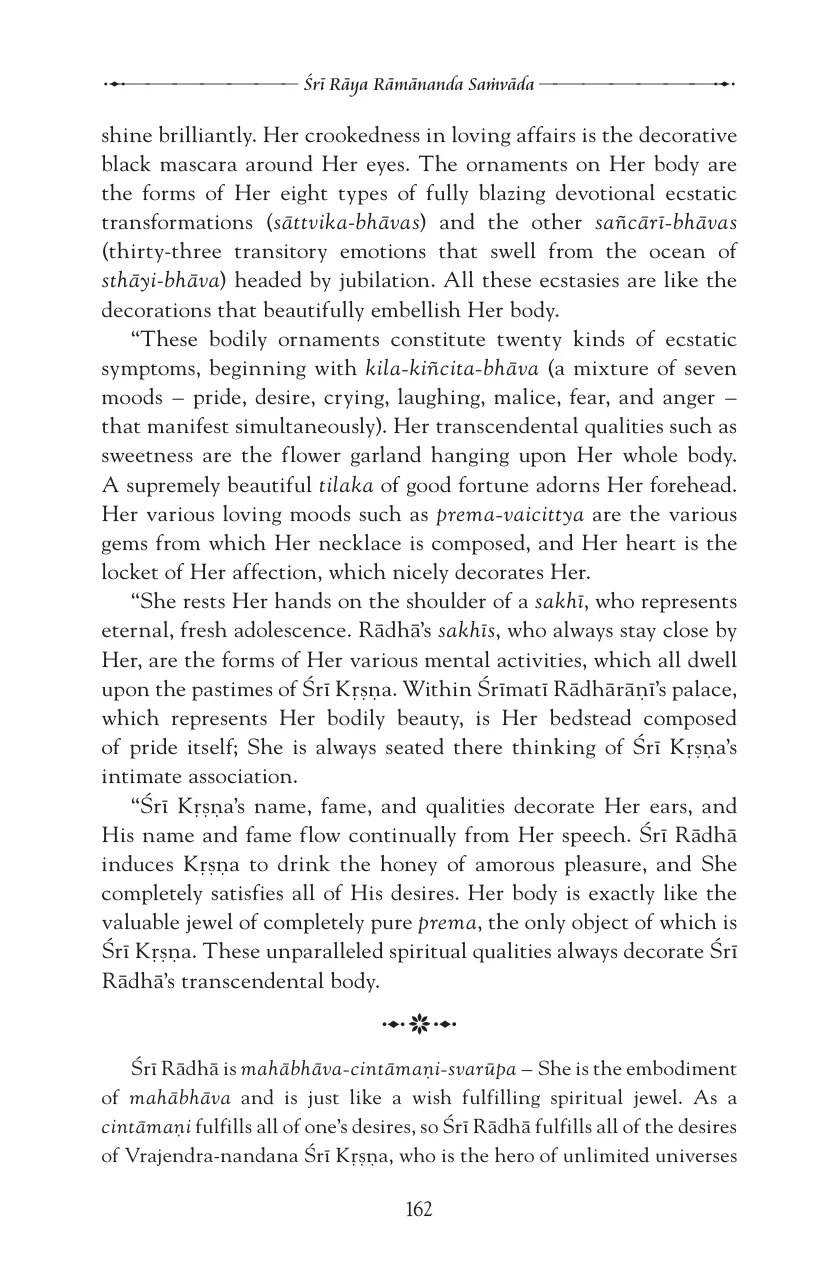 Śrī Rāya Rāmānanda Saṁvāda
shine brilliantly. Her crookedness in loving affairs is the decorative
black mascara around Her eyes. The ornaments on Her body are
the forms of Her eight types of fully blazing devotional ecstatic
transformations (sāttvika-bhāvas) and the other sañcārī-bhāvas
(thirty-three transitory emotions that swell from the ocean of
sthāyi-bhāva) headed by jubilation. All these ecstasies are like the
decorations that beautifully embellish Her body.
“These bodily ornaments constitute twenty kinds of ecstatic
symptoms, beginning with kila-kiñcita-bhāva (a mixture of seven
moods – pride, desire, crying, laughing, malice, fear, and anger –
that manifest simultaneously). Her transcendental qualities such as
sweetness are the flower garland hanging upon Her whole body.
A supremely beautiful tilaka of good fortune adorns Her forehead.
Her various loving moods such as prema-vaicittya are the various
gems from which Her necklace is composed, and Her heart is the
locket of Her affection, which nicely decorates Her.
“She rests Her hands on the shoulder of a sakhī, who represents
eternal, fresh adolescence. Rādhā’s sakhīs, who always stay close by
Her, are the forms of Her various mental activities, which all dwell
upon the pastimes of Śrī Kṛṣṇa. Within Śrīmatī Rādhārāṇī’s palace,
which represents Her bodily beauty, is Her bedstead composed
of pride itself; She is always seated there thinking of Śrī Kṛṣṇa’s
intimate association.
“Śrī Kṛṣṇa’s name, fame, and qualities decorate Her ears, and
His name and fame flow continually from Her speech. Śrī Rādhā
induces Kṛṣṇa to drink the honey of amorous pleasure, and She
completely satisfies all of His desires. Her body is exactly like the
valuable jewel of completely pure prema, the only object of which is
Śrī Kṛṣṇa. These unparalleled spiritual qualities always decorate Śrī
Rādhā’s transcendental body.
Śrī Rādhā is mahābhāva-cintāmaṇi-svarūpa – She is the embodiment
of mahābhāva and is just like a wish fulfilling spiritual jewel. As a
cintāmaṇi fulfills all of one’s desires, so Śrī Rādhā fulfills all of the desires
of Vrajendra-nandana Śrī Kṛṣṇa, who is the hero of unlimited universes
162